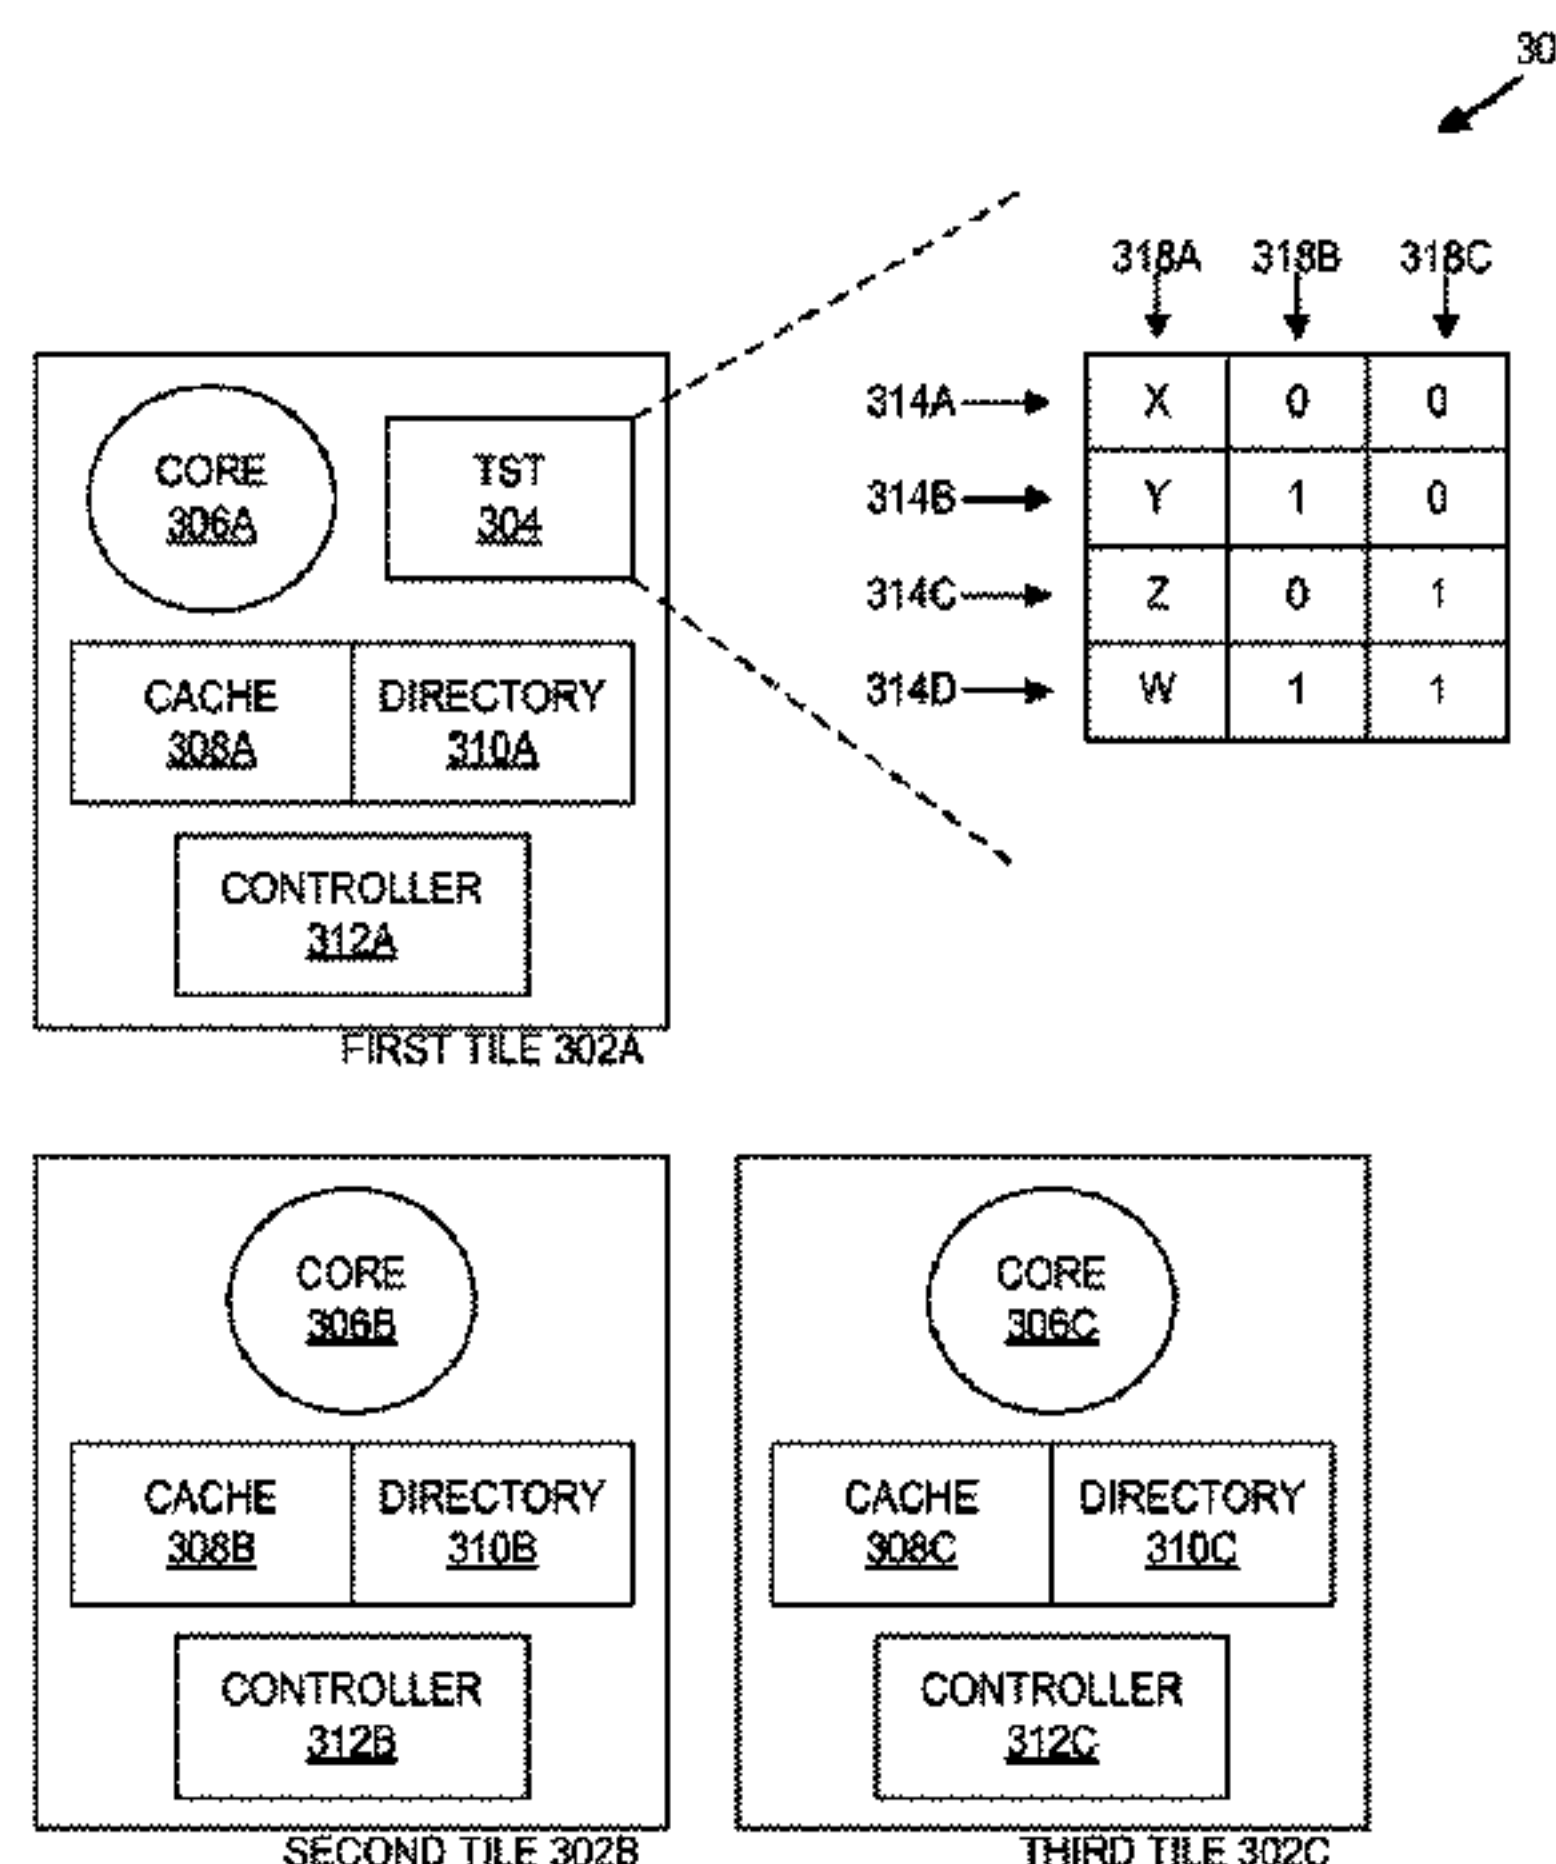 30
318A 318B 318C
314A X 0 0
314B Y 1 0
314C Z 0 1
314D W 1 1
CORE
306A
TST
304
CACHE
308A
DIRECTORY
310A
CONTROLLER
312A
FIRST TILE 302A
CORE
306B
CACHE
308B
DIRECTORY
310B
CONTROLLER
312B
SECOND TILE 302B
CORE
306C
CACHE
308C
DIRECTORY
310C
CONTROLLER
312C
THIRD TILE 302C